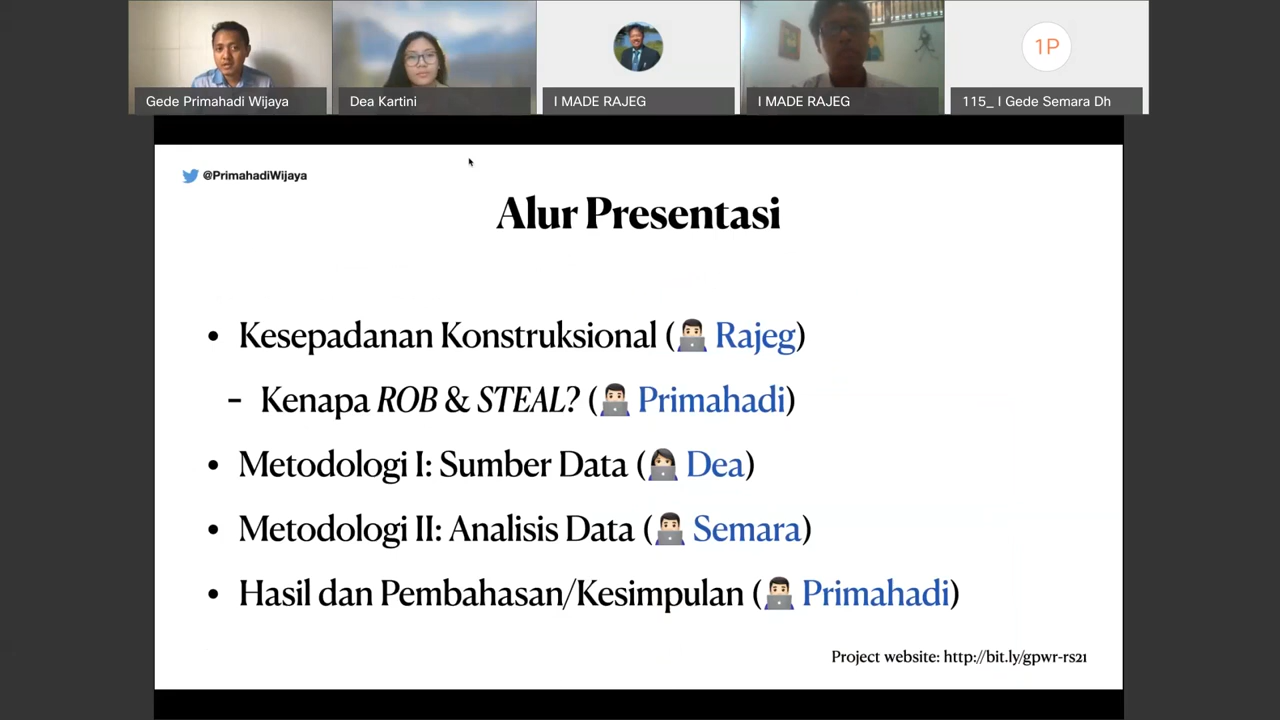 Gede Primahadi Wijaya
Dea Kartini
I MADE RAJEG
I MADE RAJEG
1P
115_ I Gede Semara Dh
@PrimahadiWijaya
Alur Presentasi
• Kesepadanan Konstruksional (👨🏻‍💻 Rajeg)
- Kenapa ROB & STEAL? (👨🏻‍💻 Primahadi)
• Metodologi I: Sumber Data (👩🏻‍💻 Dea)
• Metodologi II: Analisis Data (👨🏻‍💻 Semara)
• Hasil dan Pembahasan/Kesimpulan (👨🏻‍💻 Primahadi)
Project website: http://bit.ly/gpwr-rs21